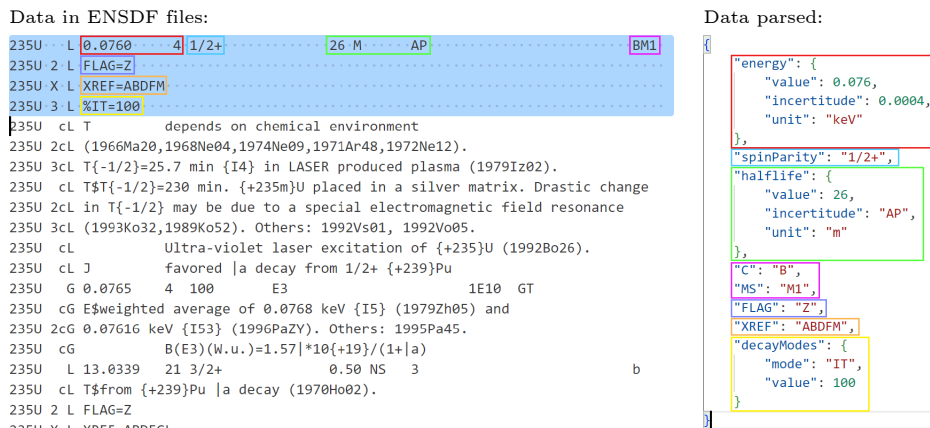 Data in ENSDF files:
235U   L 0.0760     4 1/2+             26 M      AP                         BM1
235U 2 L FLAG=Z
235U X L XREF=ABDFM
235U 3 L %IT=100
235U  cL T         depends on chemical environment
235U 2cL (1966Ma20,1968Ne04,1974Ne09,1971Ar48,1972Ne12).
235U 3cL T{-1/2}=25.7 min {I4} in LASER produced plasma (1979Iz02).
235U  cL T$T{-1/2}=230 min. {+235m}U placed in a silver matrix. Drastic change
235U 2cL in T{-1/2} may be due to a special electromagnetic field resonance
235U 3cL (1993Ko32,1989Ko52). Others: 1992Vs01, 1992Vo05.
235U  cL           Ultra-violet laser excitation of {+235}U (1992Bo26).
235U  cL J         favored |a decay from 1/2+ {+239}Pu
235U   G 0.0765    4  100       E3                      1E10  GT
235U  cG E$weighted average of 0.0768 keV {I5} (1979Zh05) and
235U 2cG 0.07616 keV {I53} (1996PaZY). Others: 1995Pa45.
235U  cG           B(E3)(W.u.)=1.57|*10{+19}/(1+|a)
235U   L 13.0339   21 3/2+             0.50 NS   3                          b
235U  cL T$from {+239}Pu |a decay (1970Ho02).
235U 2 L FLAG=Z
Data parsed:
{
"energy": {
"value": 0.076,
"incertitude": 0.0004,
"unit": "keV"
},
"spinParity": "1/2+",
"halflife": {
"value": 26,
"incertitude": "AP",
"unit": "m"
},
"C": "B",
"MS": "M1",
"FLAG": "Z",
"XREF": "ABDFM",
"decayModes": {
"mode": "IT",
"value": 100
}
}